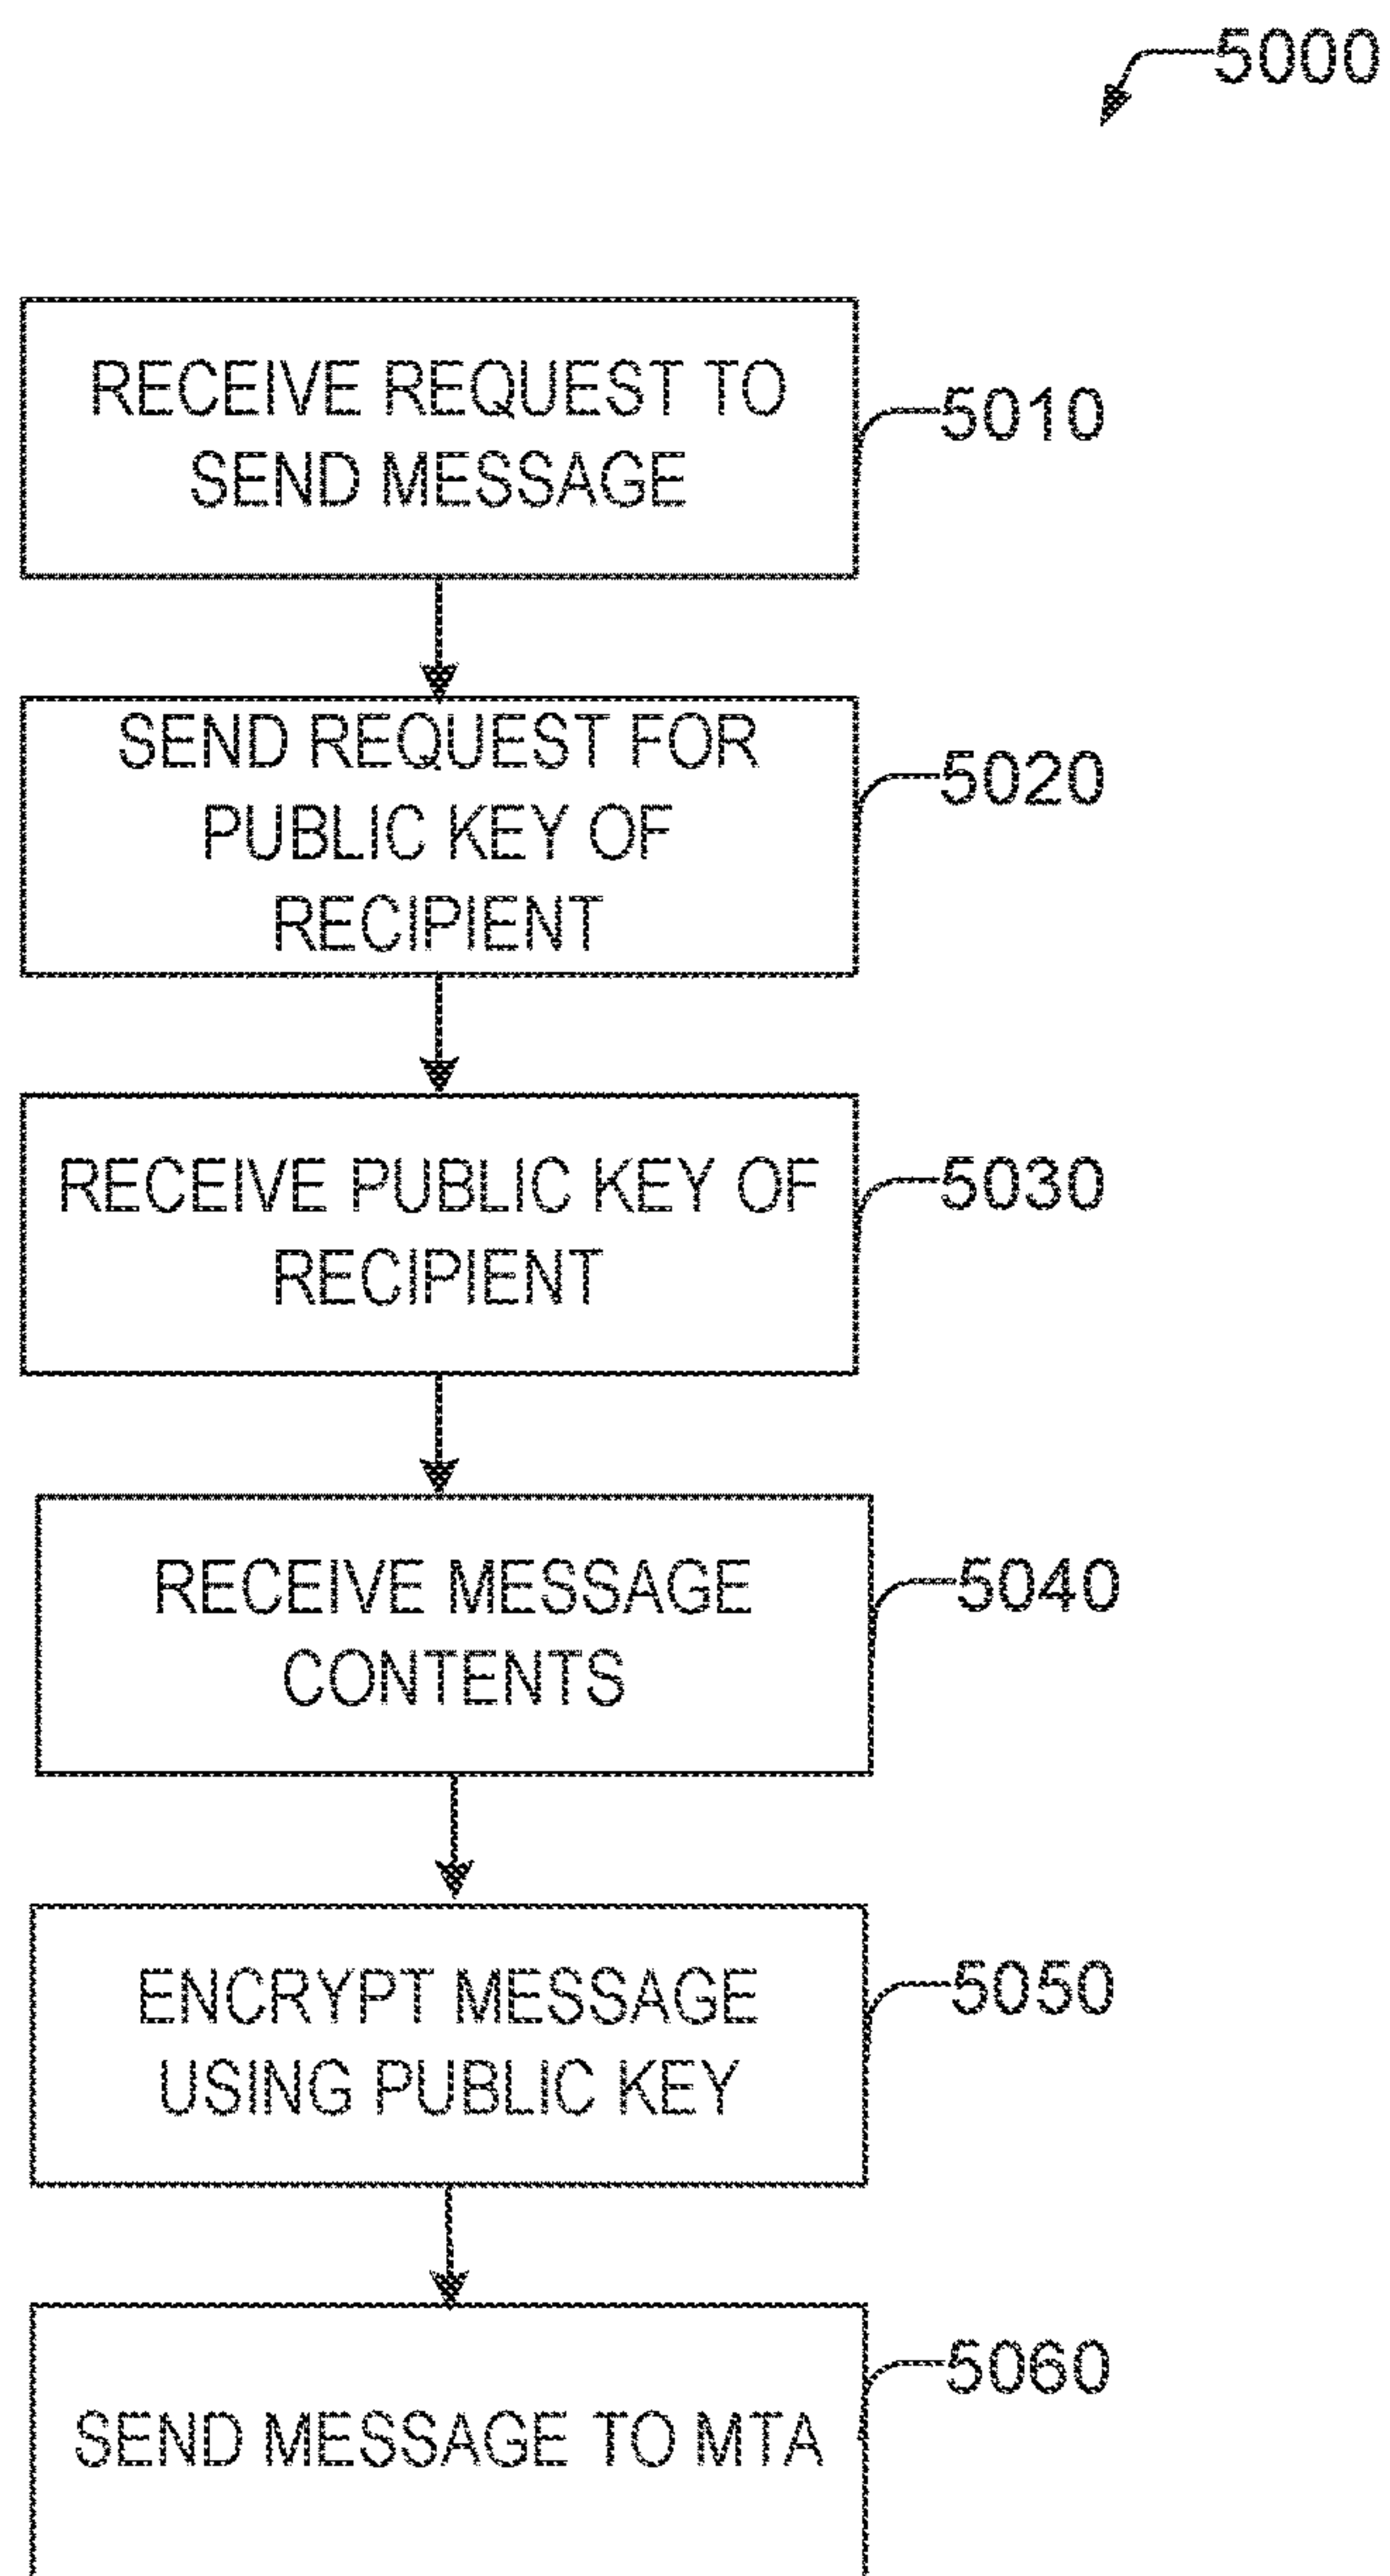 5000
RECEIVE REQUEST TO
SEND MESSAGE
5010
SEND REQUEST FOR
PUBLIC KEY OF
RECIPIENT
5020
RECEIVE PUBLIC KEY OF
RECIPIENT
5030
RECEIVE MESSAGE
CONTENTS
5040
ENCRYPT MESSAGE
USING PUBLIC KEY
5050
SEND MESSAGE TO MTA
5060